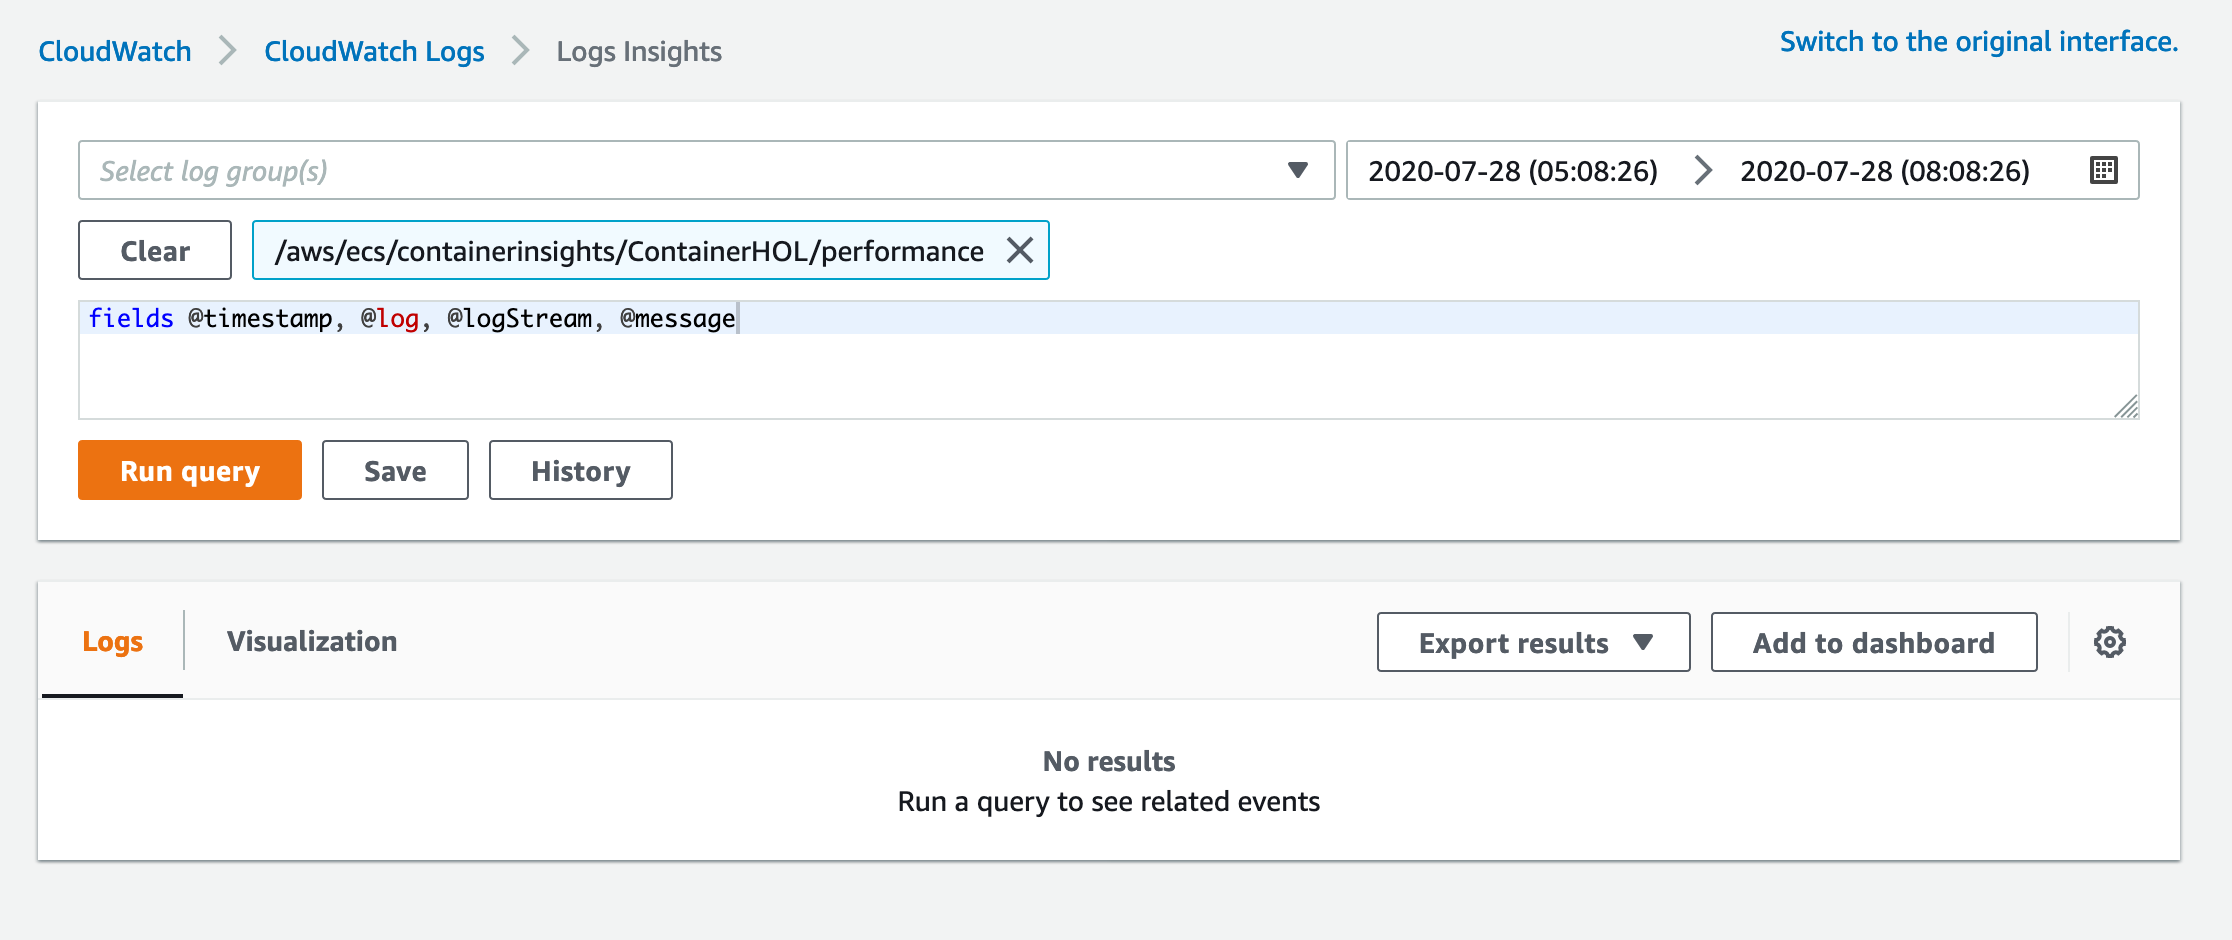 CloudWatch > CloudWatch Logs > Logs Insights
Switch to the original interface.
Select log group(s)
2020-07-28 (05:08:26) > 2020-07-28 (08:08:26)
Clear
/aws/ecs/containerinsights/ContainerHOL/performance
fields @timestamp, @log, @logStream, @message
Run query
Save
History
Logs
Visualization
Export results
Add to dashboard
No results
Run a query to see related events